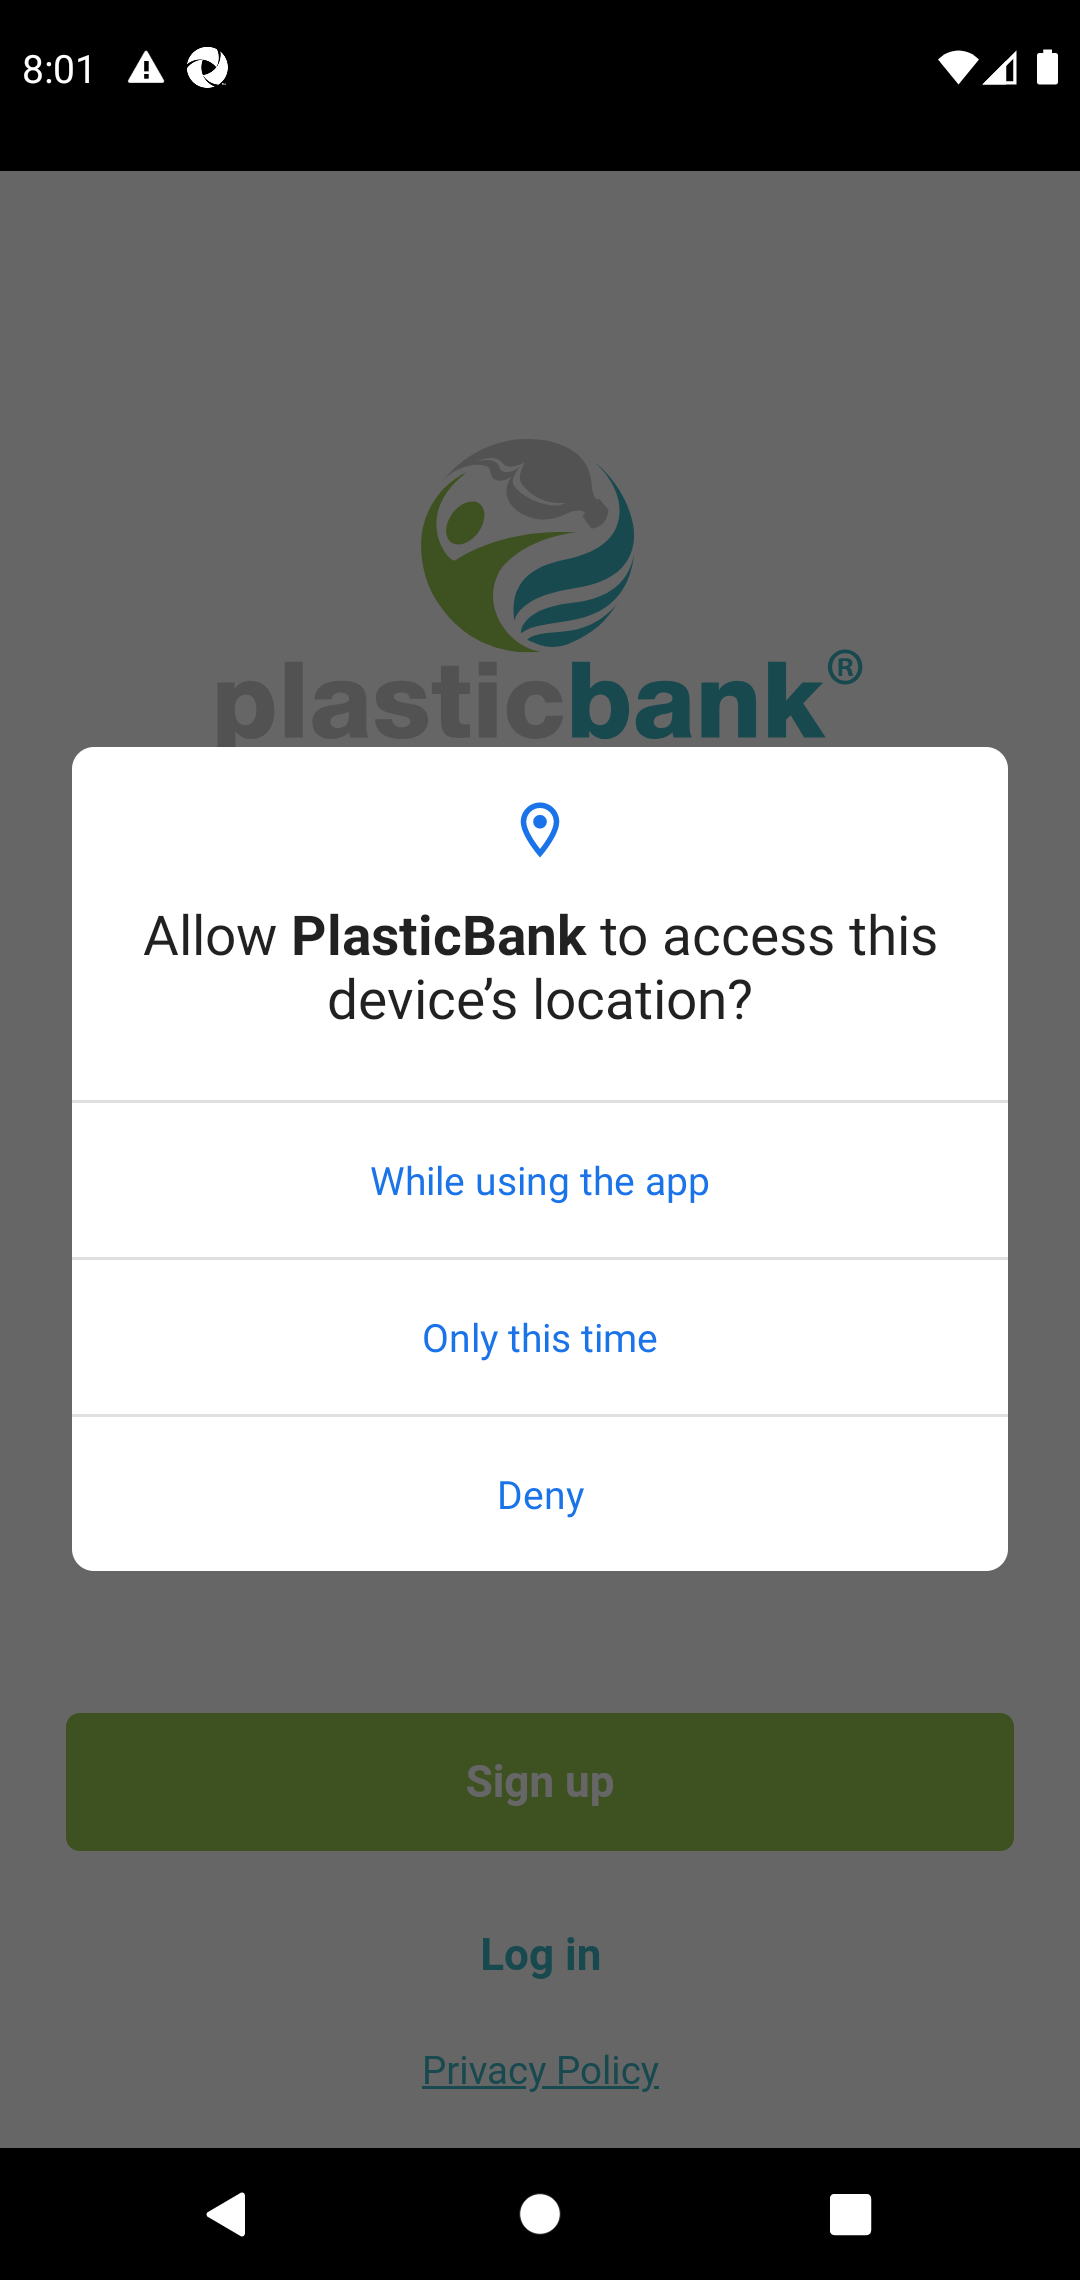 8:01
plasticbank®
Allow PlasticBank to access this
device’s location?
While using the app
Only this time
Deny
Sign up
Log in
Privacy Policy